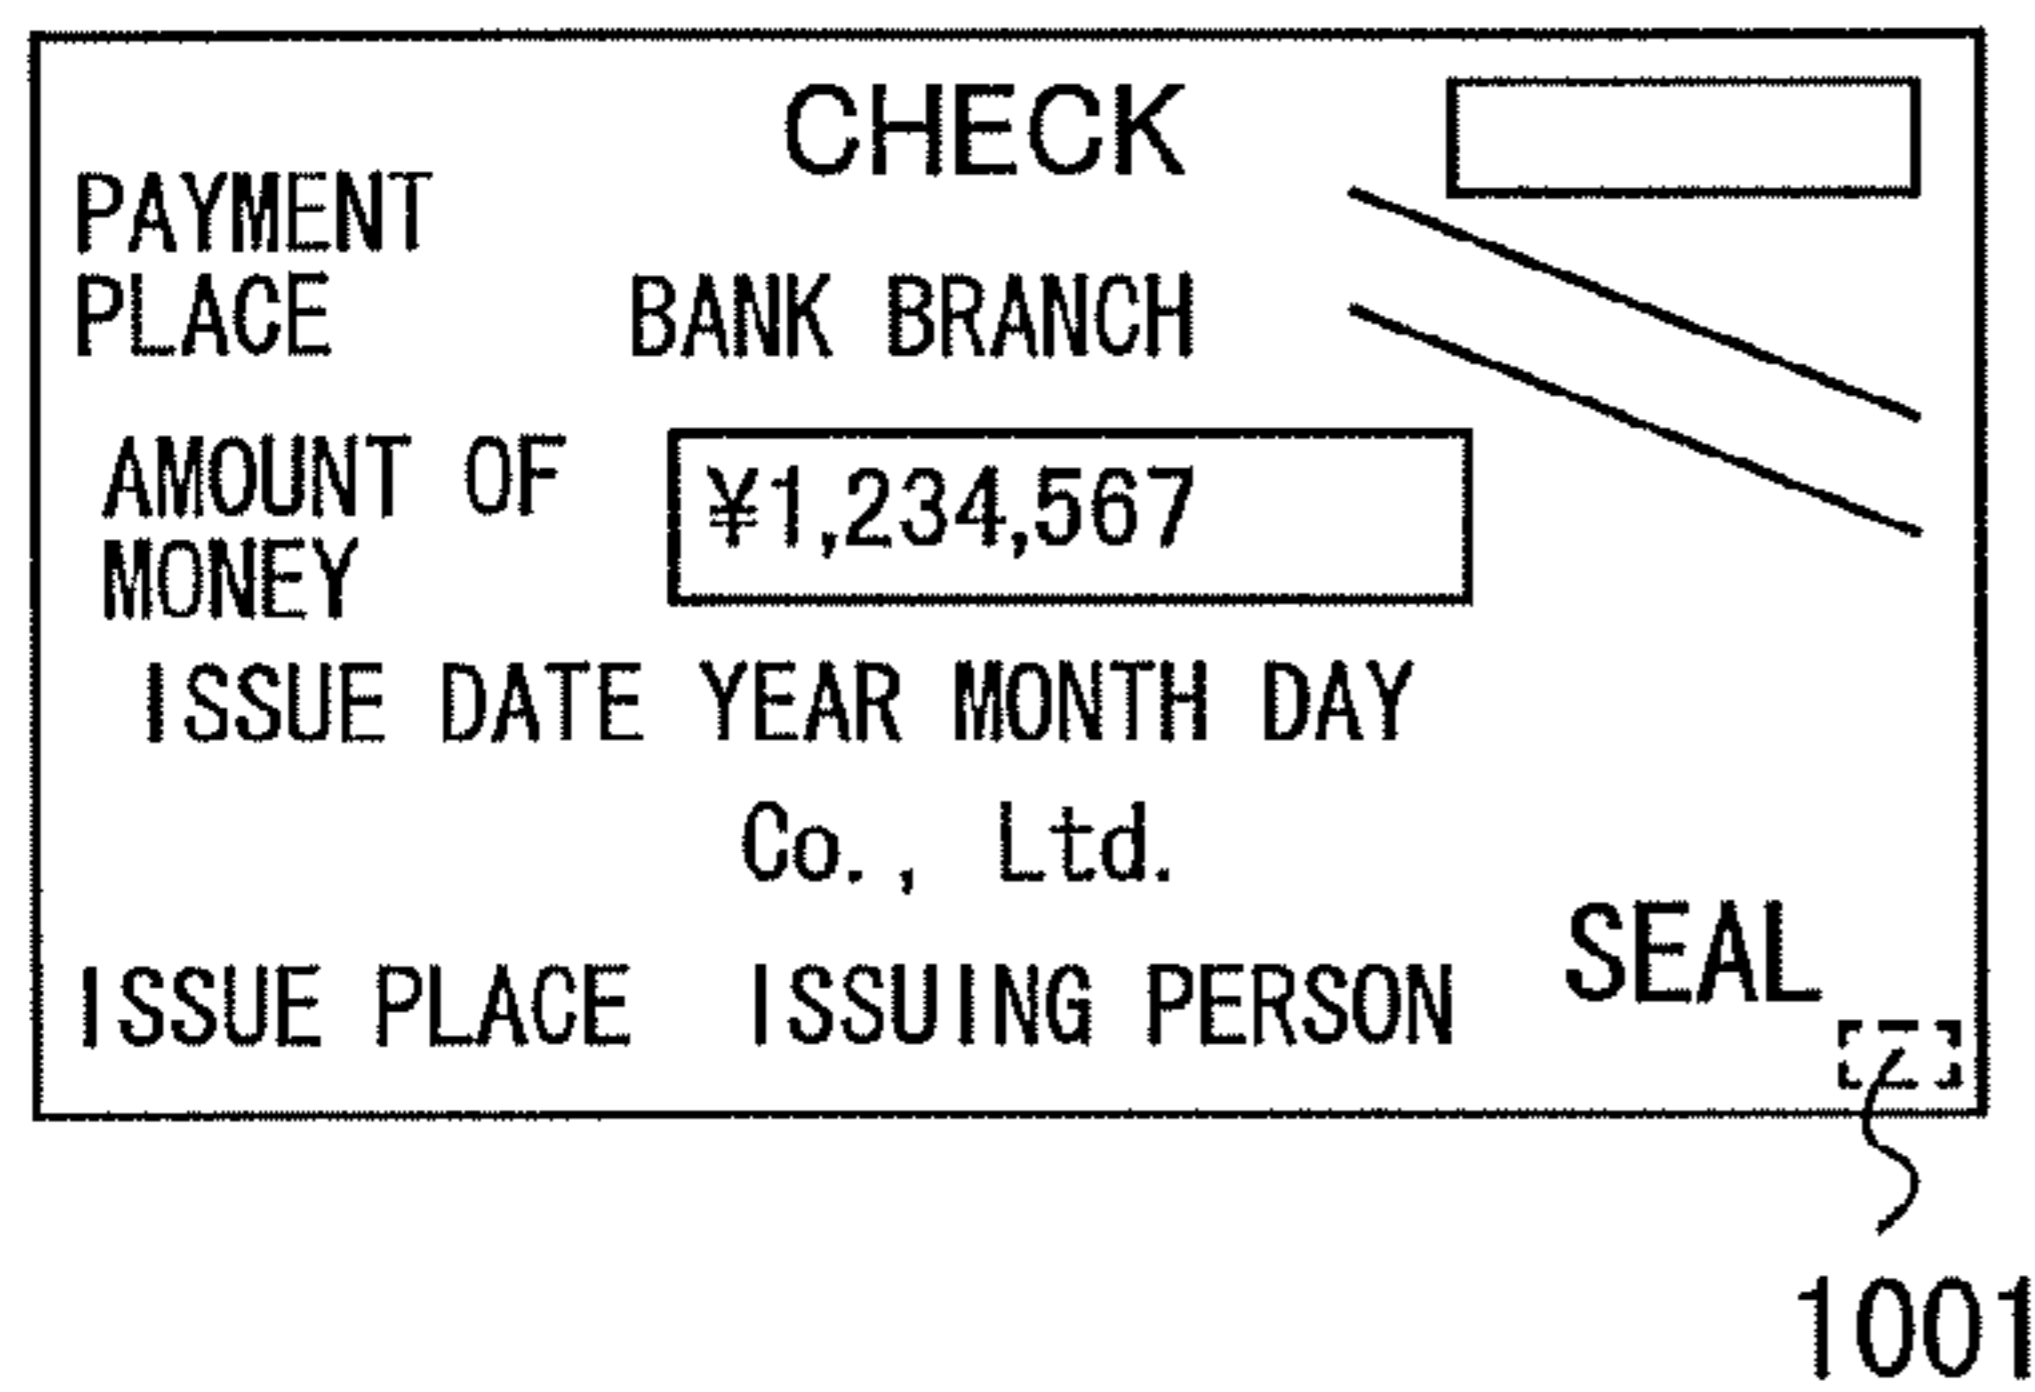 CHECK
PAYMENT
PLACE BANK BRANCH
AMOUNT OF
MONEY
¥1,234,567
ISSUE DATE YEAR MONTH DAY
Co., Ltd.
SEAL
ISSUE PLACE ISSUING PERSON
1001